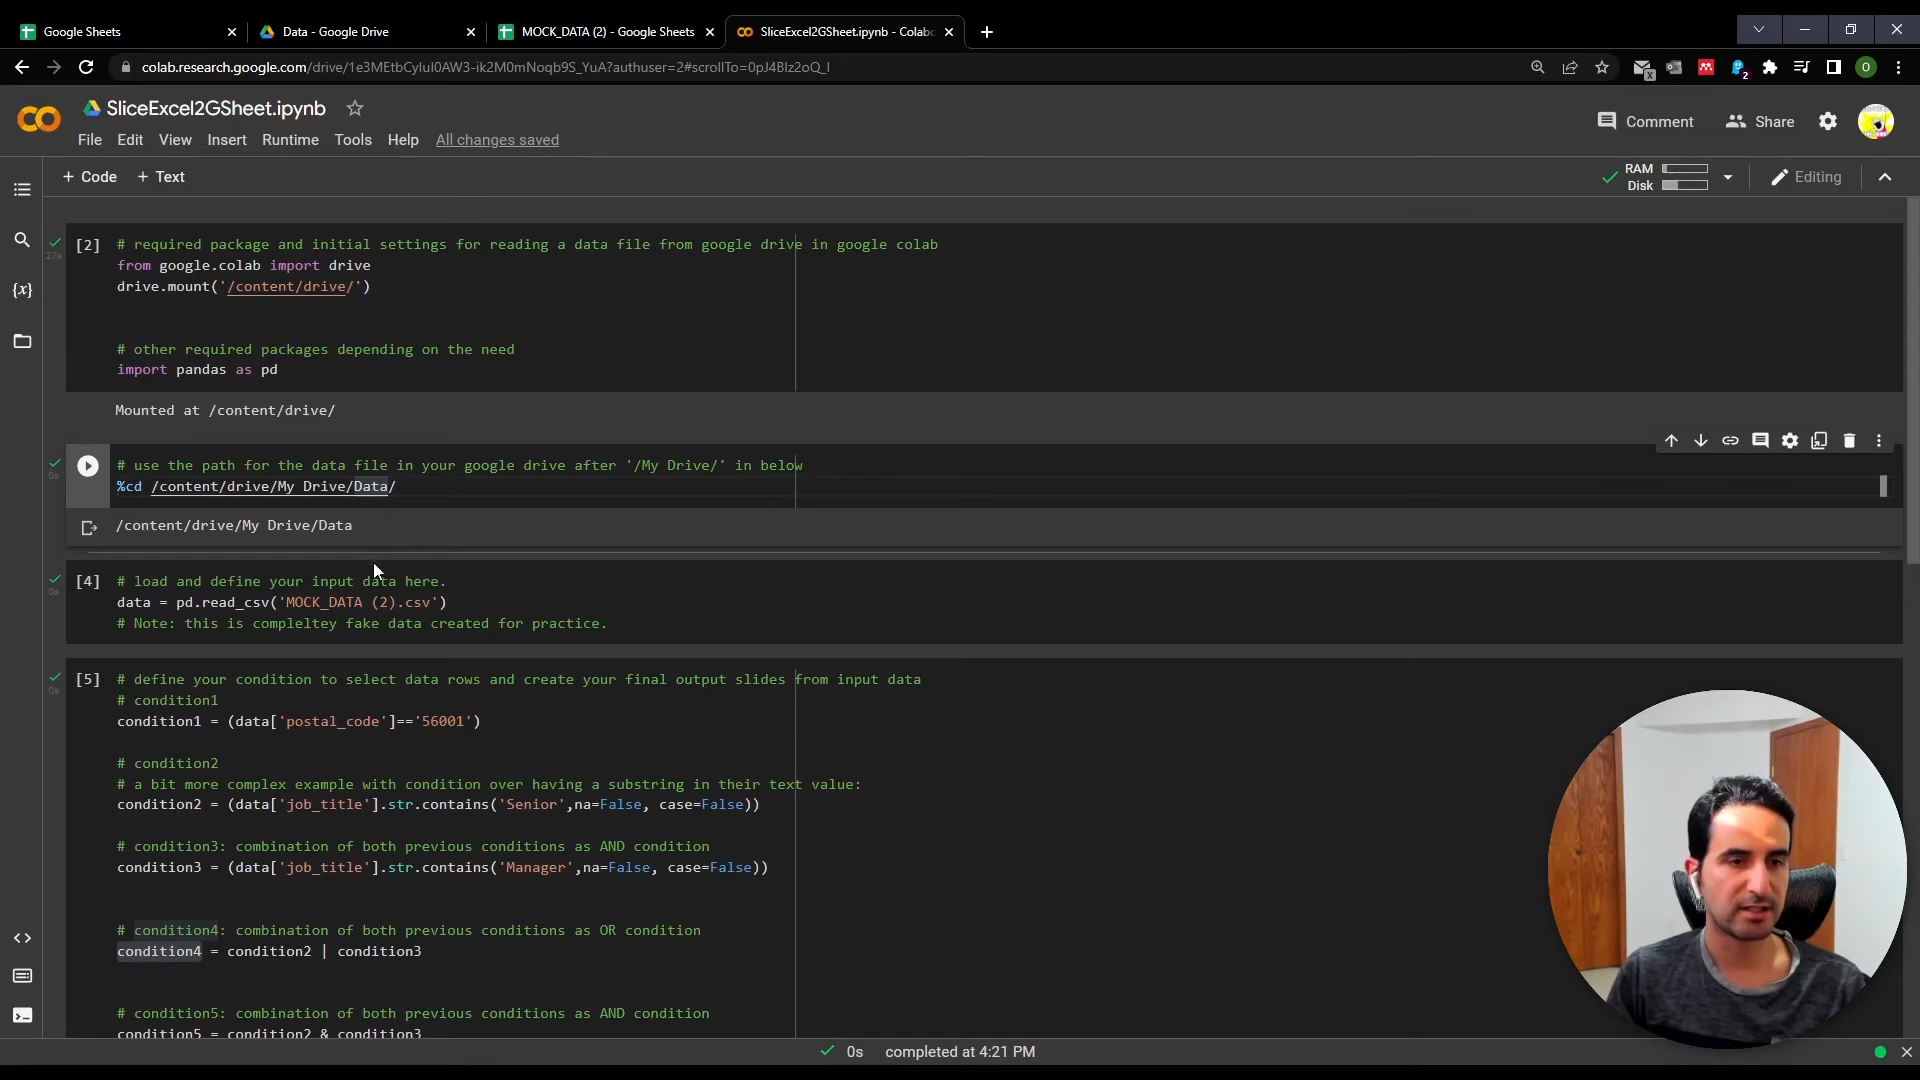 Google Sheets
Data - Google Drive
MOCK_DATA (2) - Google Sheets
SliceExcel2GSheet.ipynb - Colab
colab.research.google.com/drive/1e3MEtbCylul0AW3-ik2M0mNoqb9S_YuA?authuser=2#scrollTo=0pJ4Blz2oQ_l
2
O
SliceExcel2GSheet.ipynb
File Edit View Insert Runtime Tools Help All changes saved
Comment
Share
+ Code + Text
RAM
Disk
Editing
[2] # required package and initial settings for reading a data file from google drive in google colab
27s
from google.colab import drive
drive.mount('/content/drive/')
# other required packages depending on the need
import pandas as pd
Mounted at /content/drive/
# use the path for the data file in your google drive after '/My Drive/' in below
0s
%cd /content/drive/My Drive/Data/
/content/drive/My Drive/Data
[4] # load and define your input data here.
0s
data = pd.read_csv('MOCK_DATA (2).csv')
# Note: this is compleltey fake data created for practice.
[5] # define your condition to select data rows and create your final output slides from input data
0s
# condition1
condition1 = (data['postal_code']=='56001')
# condition2
# a bit more complex example with condition over having a substring in their text value:
condition2 = (data['job_title'].str.contains('Senior',na=False, case=False))
# condition3: combination of both previous conditions as AND condition
condition3 = (data['job_title'].str.contains('Manager',na=False, case=False))
# condition4: combination of both previous conditions as OR condition
condition4 = condition2 | condition3
# condition5: combination of both previous conditions as AND condition
condition5 = condition2 & condition3
0s completed at 4:21 PM